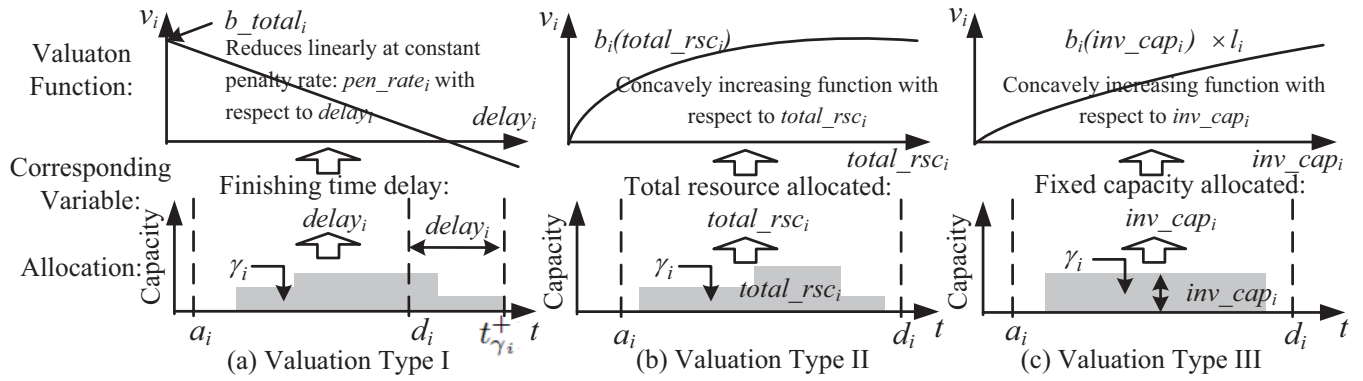 Valuaton Function:
v_i
b_total_i
Reduces linearly at constant
penalty rate: pen_rate_i with
respect to delay_i
delay_i
v_i
b_i(total_rsc_i)
Concavely increasing function with
respect to total_rsc_i
total_rsc_i
v_i
b_i(inv_cap_i) × l_i
Concavely increasing function with
respect to inv_cap_i
inv_cap_i
Corresponding
Variable:
Finishing time delay:
delay_i
Total resource allocated:
total_rsc_i
Fixed capacity allocated:
inv_cap_i
Allocation:
Capacity
γ_i
delay_i
a_i
d_i
t^+_{γ_i}
t
Capacity
γ_i
total_rsc_i
a_i
d_i
t
Capacity
γ_i
inv_cap_i
a_i
d_i
t
(a) Valuation Type I
(b) Valuation Type II
(c) Valuation Type III